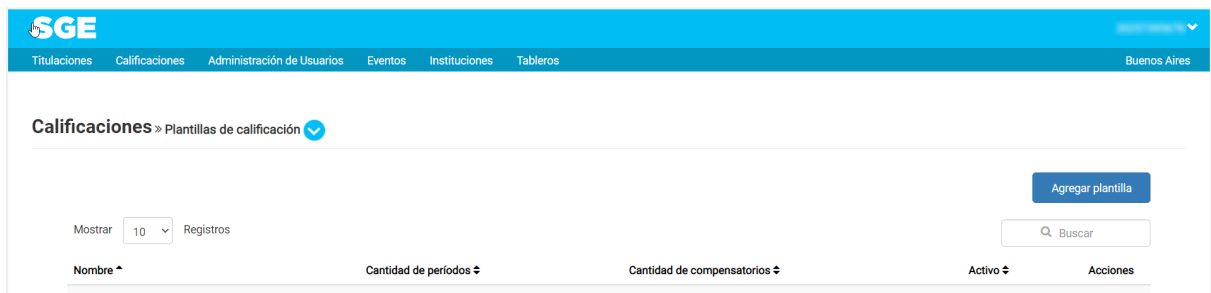 SGE
Titulaciones Calificaciones Administración de Usuarios Eventos Instituciones Tableros Buenos Aires
Calificaciones » Plantillas de calificación
Agregar plantilla
Mostrar 10 Registros Buscar
Nombre Cantidad de períodos Cantidad de compensatorios Activo Acciones